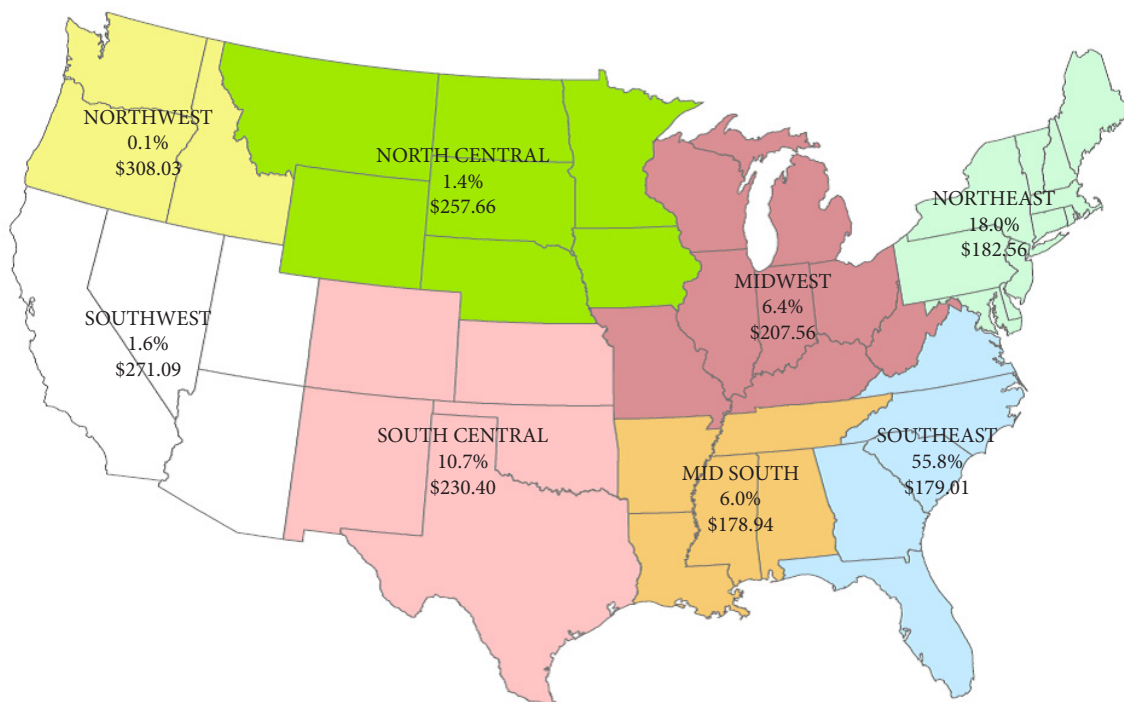 NORTHWEST
0.1%
$308.03
NORTH CENTRAL
1.4%
$257.66
NORTHEAST
18.0%
$182.56
MIDWEST
6.4%
$207.56
SOUTHWEST
1.6%
$271.09
SOUTH CENTRAL
10.7%
$230.40
MID SOUTH
6.0%
$178.94
SOUTHEAST
55.8%
$179.01